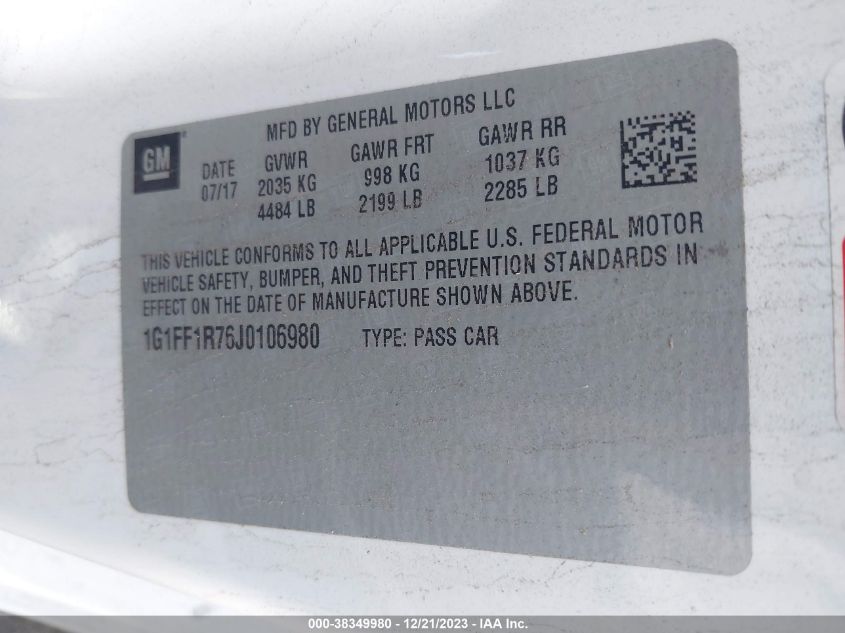 MFD BY GENERAL MOTORS LLC
GM
DATE GVWR GAWR FRT GAWR RR
07/17 2035 KG 998 KG 1037 KG
4484 LB 2199 LB 2285 LB
THIS VEHICLE CONFORMS TO ALL APPLICABLE U.S. FEDERAL MOTOR
VEHICLE SAFETY, BUMPER, AND THEFT PREVENTION STANDARDS IN
EFFECT ON THE DATE OF MANUFACTURE SHOWN ABOVE.
1G1FF1R76J0106980 TYPE: PASS CAR
000-38349980 - 12/21/2023 - IAA Inc.